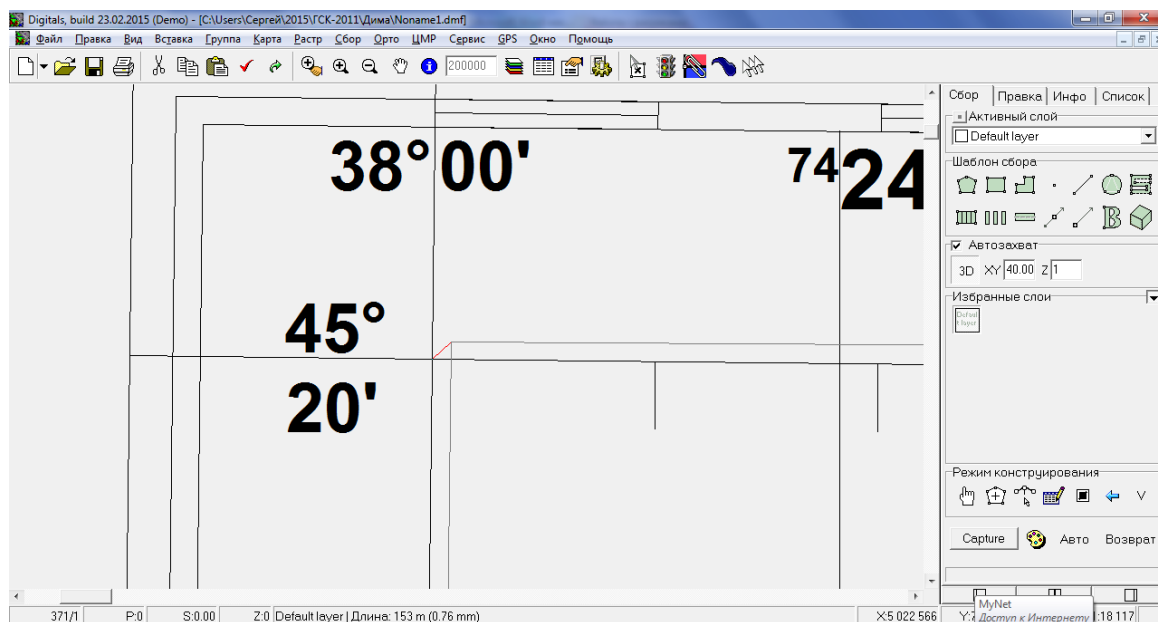 Digitals, build 23.02.2015 (Demo) - [C:\Users\Сергей\2015\ГСК-2011\Дима\Noname1.dmf]
Файл Правка Вид Вставка Группа Карта Растр Сбор Орто ЦМР Сервис GPS Окно Помощь
200000
Сбор Правка Инфо Список
Активный слой
Default layer
Шаблон сбора
Автозахват
3D XY 40.00 Z 1
Избранные слои
Defaul
t layer
38° 00' 74 24
45°
20'
Режим конструирования
Capture Авто Возврат
MyNet
Доступ к Интернету
371/1 P:0 S:0.00 Z:0 Default layer | Длина: 153 m (0.76 mm) X:5 022 566 :18 117